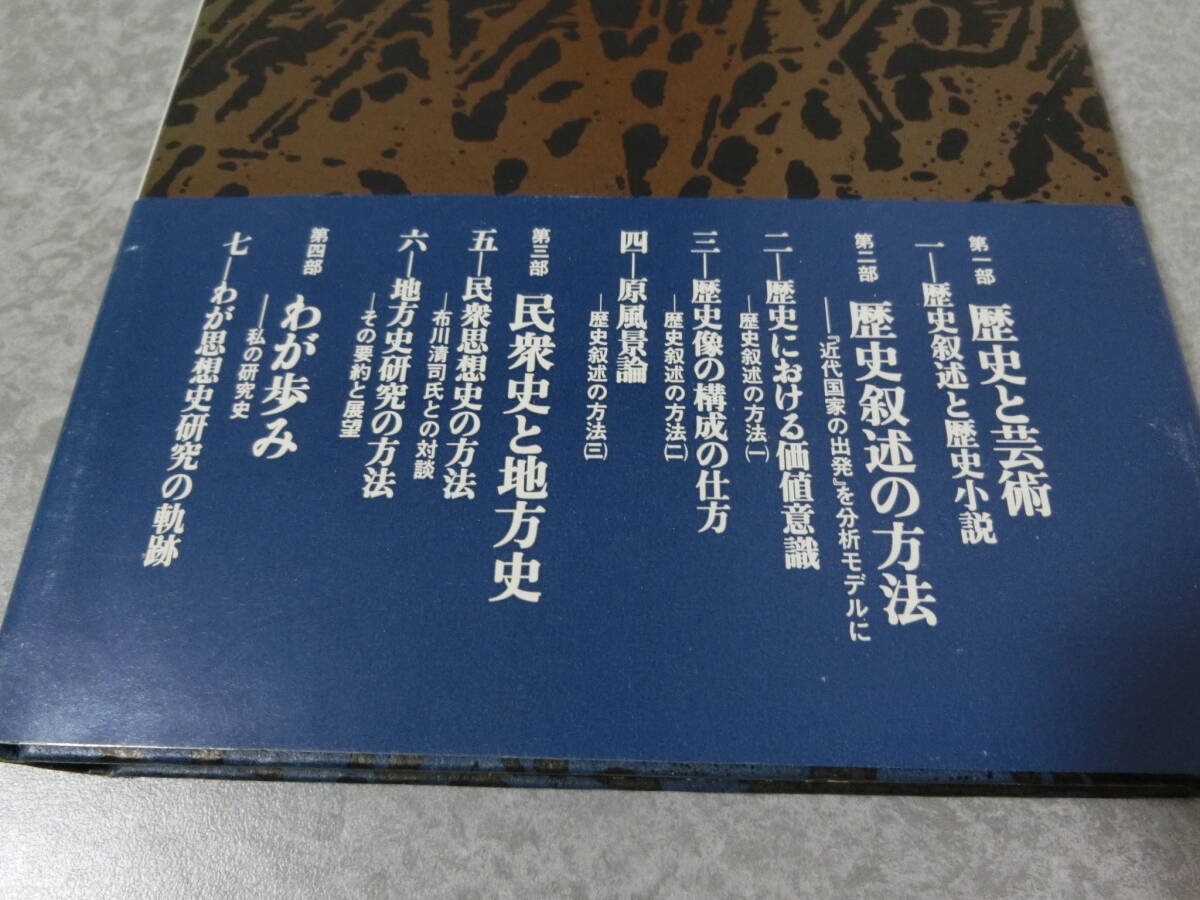 第一部 歴史と芸術
一─歴史叙述と歴史小説
第二部 歴史叙述の方法
──『近代国家の出発』を分析モデルに
二─歴史における価値意識
─歴史叙述の方法(一)
三─歴史像の構成の仕方
─歴史叙述の方法(二)
四─原風景論
─歴史叙述の方法(三)
第三部 民衆史と地方史
五─民衆思想史の方法
─布川清司氏との対談
六─地方史研究の方法
─その要約と展望
第四部 わが歩み
──私の研究史
七─わが思想史研究の軌跡